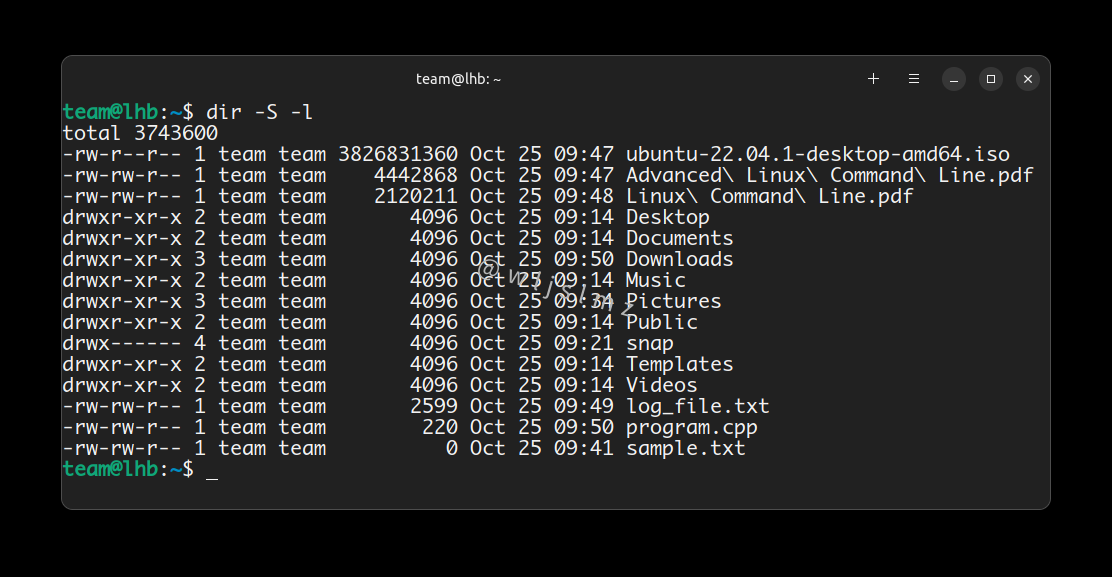 team@lhb: ~
team@lhb:~$ dir -S -l
total 3743600
-rw-r--r-- 1 team team 3826831360 Oct 25 09:47 ubuntu-22.04.1-desktop-amd64.iso
-rw-rw-r-- 1 team team    4442868 Oct 25 09:47 Advanced\ Linux\ Command\ Line.pdf
-rw-rw-r-- 1 team team    2120211 Oct 25 09:48 Linux\ Command\ Line.pdf
drwxr-xr-x 2 team team       4096 Oct 25 09:14 Desktop
drwxr-xr-x 2 team team       4096 Oct 25 09:14 Documents
drwxr-xr-x 3 team team       4096 Oct 25 09:50 Downloads
drwxr-xr-x 2 team team       4096 Oct 25 09:14 Music
drwxr-xr-x 3 team team       4096 Oct 25 09:34 Pictures
drwxr-xr-x 2 team team       4096 Oct 25 09:14 Public
drwx------ 4 team team       4096 Oct 25 09:21 snap
drwxr-xr-x 2 team team       4096 Oct 25 09:14 Templates
drwxr-xr-x 2 team team       4096 Oct 25 09:14 Videos
-rw-rw-r-- 1 team team       2599 Oct 25 09:49 log_file.txt
-rw-rw-r-- 1 team team        220 Oct 25 09:50 program.cpp
-rw-rw-r-- 1 team team          0 Oct 25 09:41 sample.txt
team@lhb:~$ _